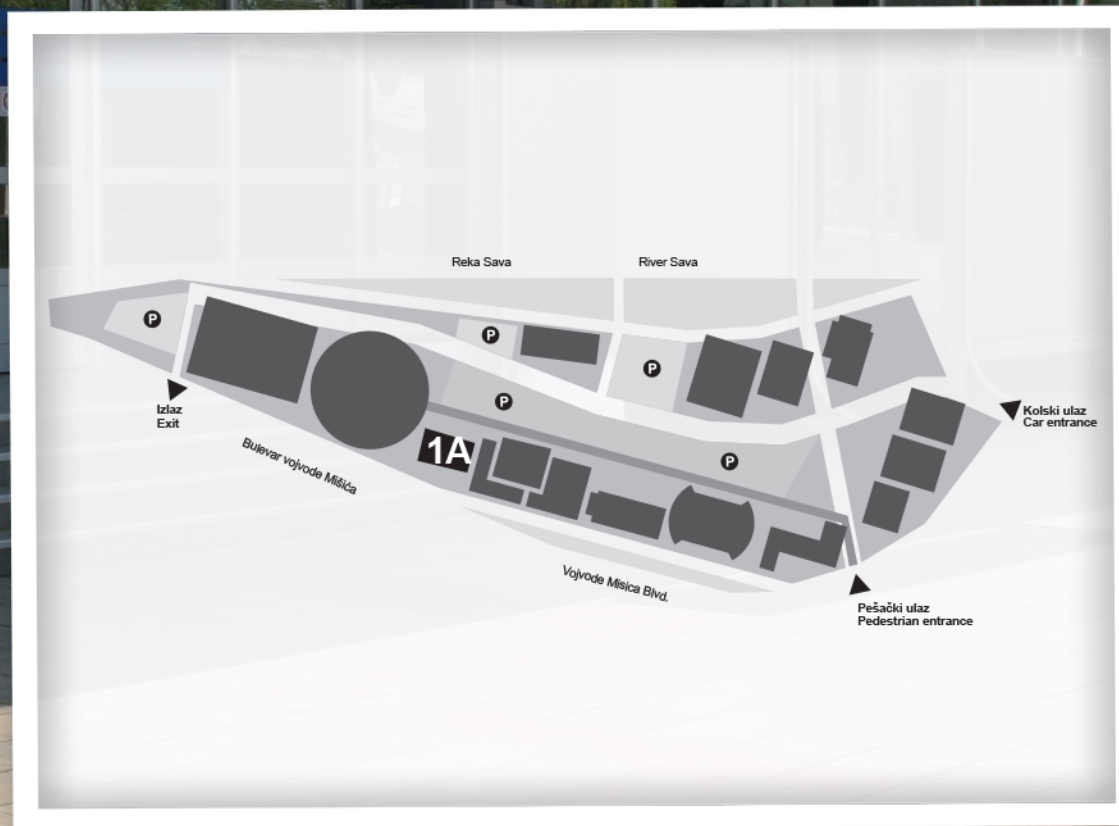 Reka Sava
River Sava
P
P
P
P
P
Izlaz
Exit
Kolski ulaz
Car entrance
1A
Bulevar vojvode Mišića
Vojvode Misica Blvd.
Pešački ulaz
Pedestrian entrance